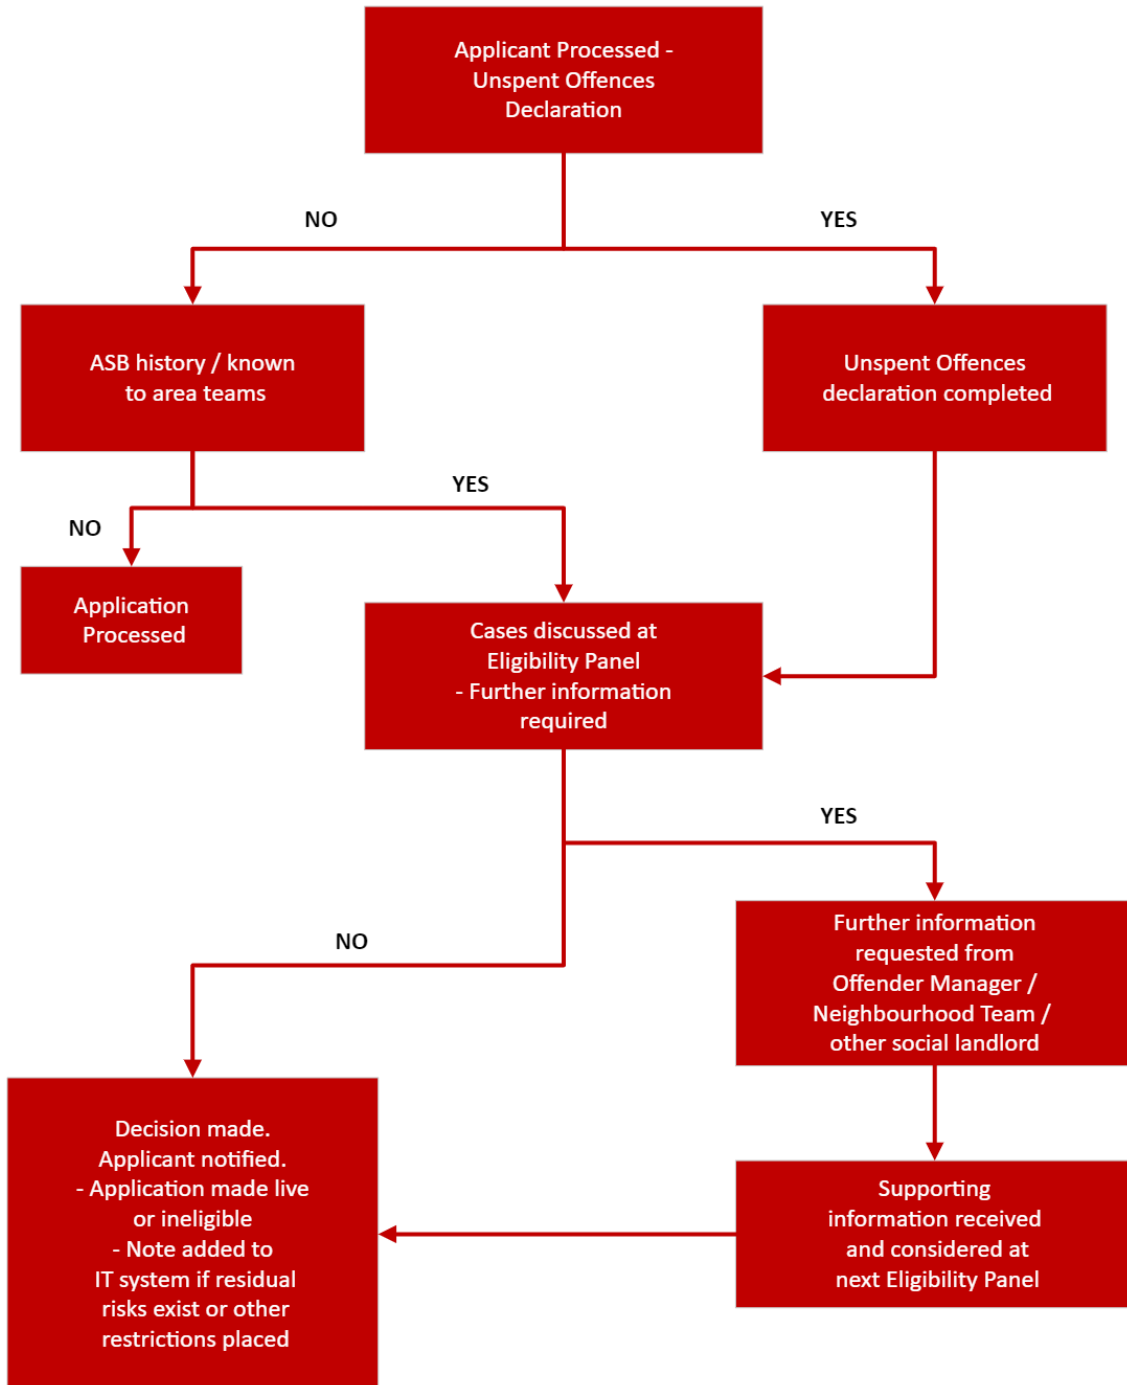 Applicant Processed -
Unspent Offences
Declaration
NO
YES
ASB history / known
to area teams
Unspent Offences
declaration completed
YES
NO
Application
Processed
Cases discussed at
Eligibility Panel
- Further information
required
YES
NO
Further information
requested from
Offender Manager /
Neighbourhood Team /
other social landlord
Decision made.
Applicant notified.
- Application made live
or ineligible
- Note added to
IT system if residual
risks exist or other
restrictions placed
Supporting
information received
and considered at
next Eligibility Panel